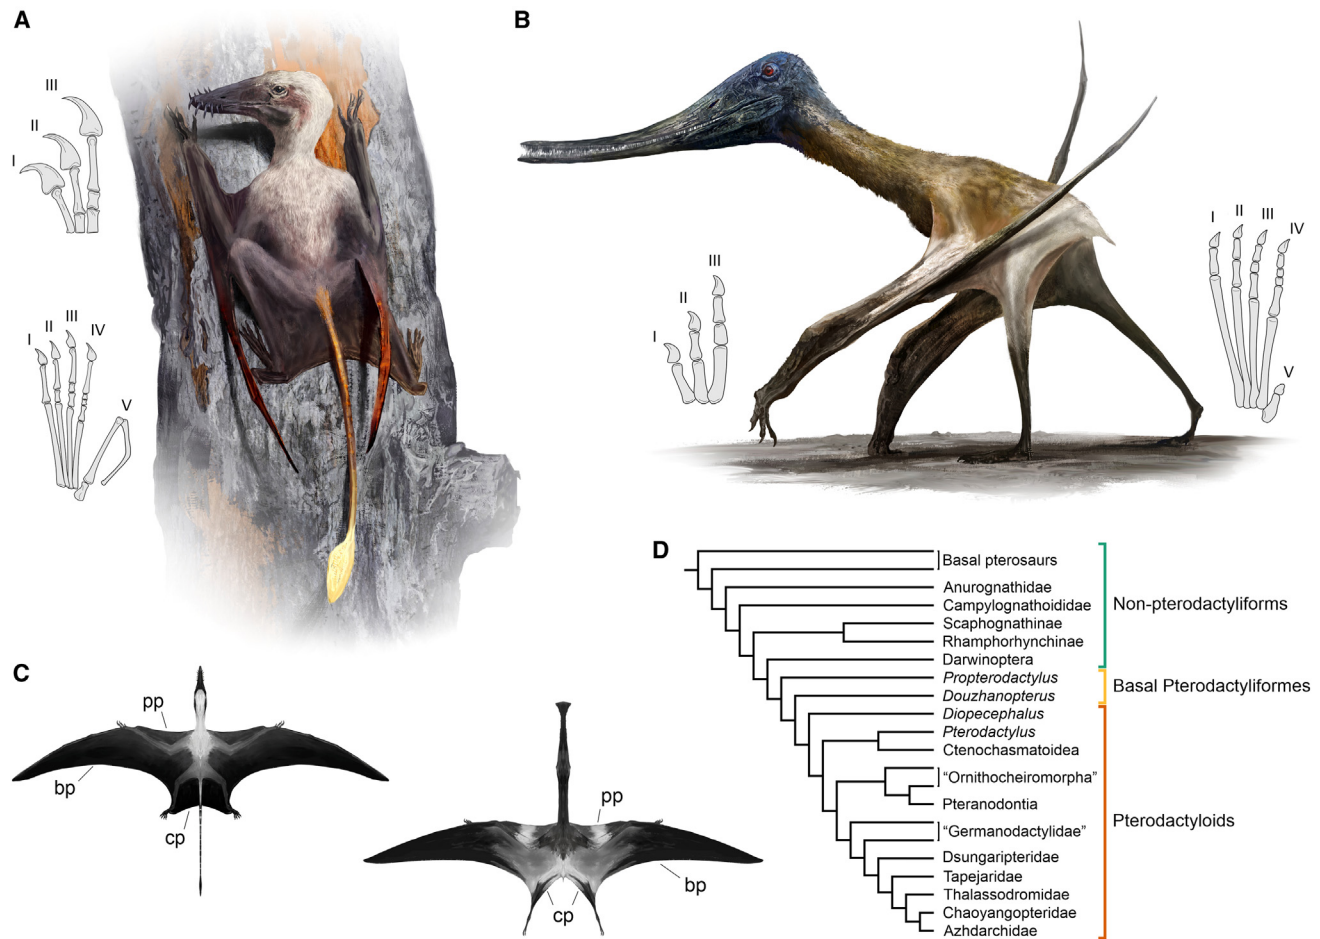 A
III
II
I
I
II
III
IV
V
B
I
II
III
I
II
III
IV
V
C
pp
bp
cp
pp
bp
cp
D
Basal pterosaurs
Anurognathidae
Campylognathoididae
Scaphognathinae
Rhamphorhynchinae
Darwinoptera
Propterodactylus
Douzhanopterus
Diopecephalus
Pterodactylus
Ctenochasmatoidea
“Ornithocheiromorpha”
Pteranodontia
“Germanodactylidae”
Dsungaripteridae
Tapejaridae
Thalassodromidae
Chaoyangopteridae
Azhdarchidae
Non-pterodactyliforms
Basal Pterodactyliformes
Pterodactyloids